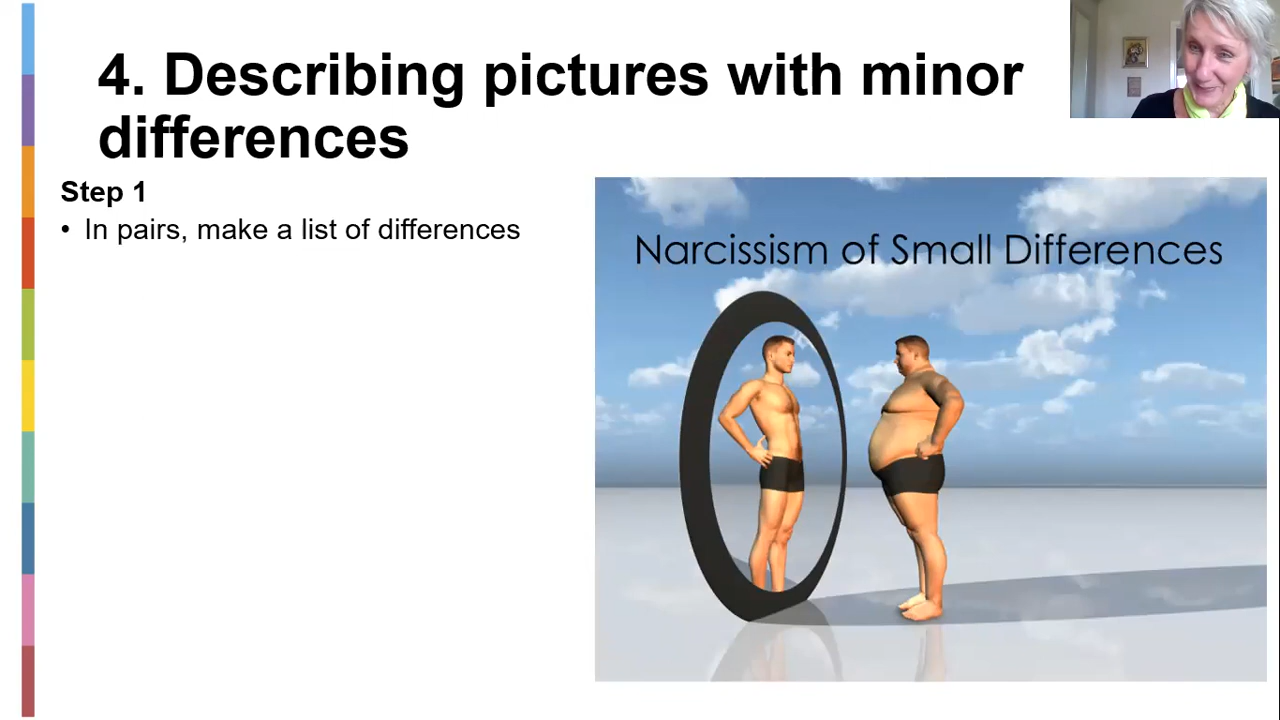 4. Describing pictures with minor
differences
Step 1
• In pairs, make a list of differences
Narcissism of Small Differences